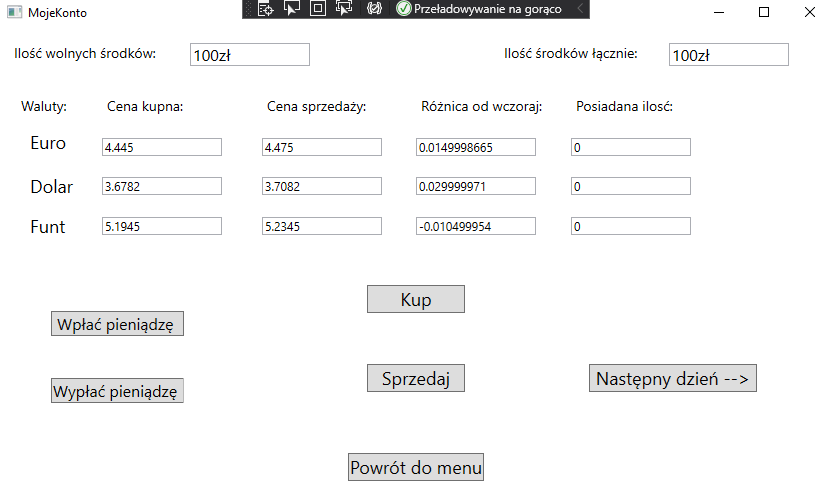 MojeKonto
Przeładowywanie na gorąco
Ilość wolnych środków: 100zł Ilość środków łącznie: 100zł
Waluty: Cena kupna: Cena sprzedaży: Różnica od wczoraj: Posiadana ilosć:
Euro 4.445 4.475 0.0149998665 0
Dolar 3.6782 3.7082 0.029999971 0
Funt 5.1945 5.2345 -0.010499954 0
Kup
Wpłać pieniądzę
Sprzedaj Następny dzień -->
Wypłać pieniądzę
Powrót do menu